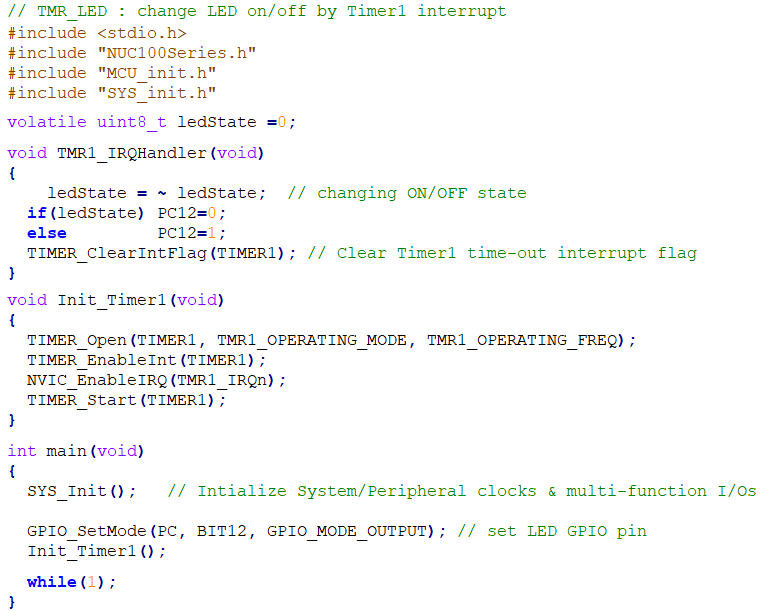 // TMR_LED : change LED on/off by Timer1 interrupt
#include <stdio.h>
#include "NUC100Series.h"
#include "MCU_init.h"
#include "SYS_init.h"
volatile uint8_t ledState =0;
void TMR1_IRQHandler(void)
{
    ledState = ~ ledState;  // changing ON/OFF state
  if(ledState) PC12=0;
  else         PC12=1;
  TIMER_ClearIntFlag(TIMER1); // Clear Timer1 time-out interrupt flag
}
void Init_Timer1(void)
{
  TIMER_Open(TIMER1, TMR1_OPERATING_MODE, TMR1_OPERATING_FREQ);
  TIMER_EnableInt(TIMER1);
  NVIC_EnableIRQ(TMR1_IRQn);
  TIMER_Start(TIMER1);
}
int main(void)
{
  SYS_Init();   // Intialize System/Peripheral clocks & multi-function I/Os
  GPIO_SetMode(PC, BIT12, GPIO_MODE_OUTPUT); // set LED GPIO pin
  Init_Timer1();
  while(1);
}